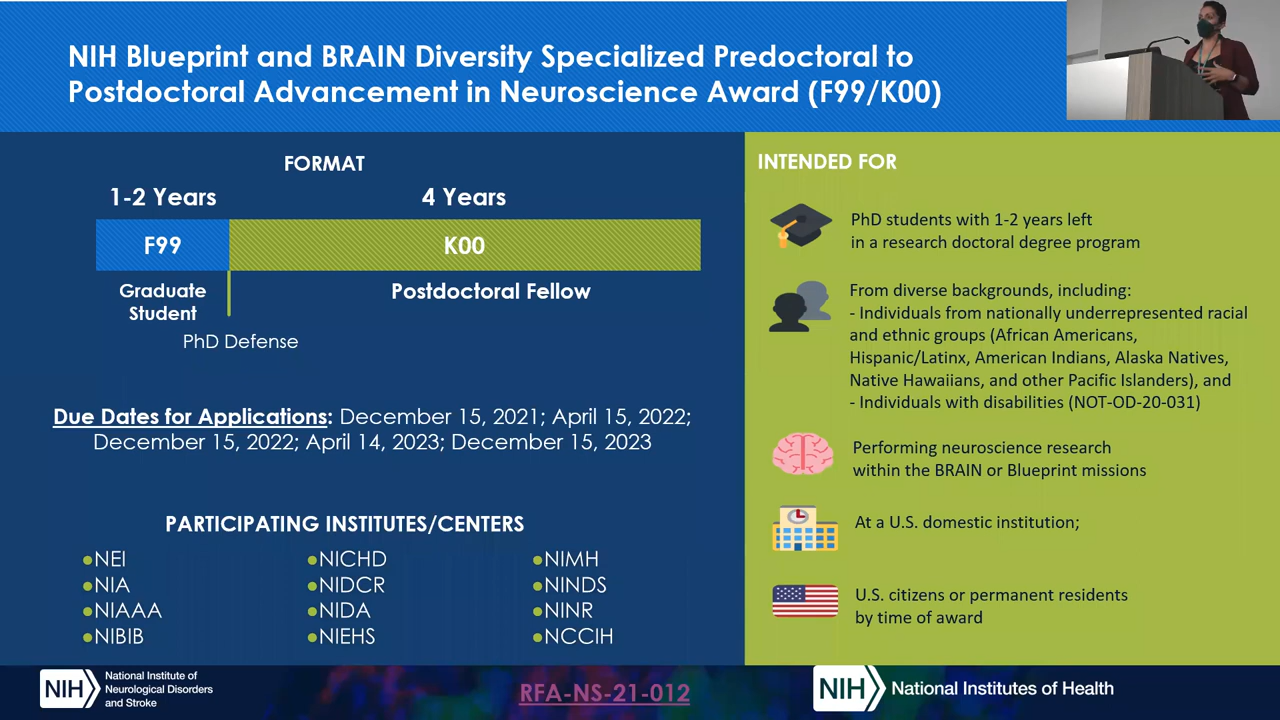 NIH Blueprint and BRAIN Diversity Specialized Predoctoral to
Postdoctoral Advancement in Neuroscience Award (F99/K00)
FORMAT
1-2 Years
4 Years
F99
K00
Graduate
Student
Postdoctoral Fellow
PhD Defense
Due Dates for Applications: December 15, 2021; April 15, 2022;
December 15, 2022; April 14, 2023; December 15, 2023
PARTICIPATING INSTITUTES/CENTERS
●NEI
●NIA
●NIAAA
●NIBIB
●NICHD
●NIDCR
●NIDA
●NIEHS
●NIMH
●NINDS
●NINR
●NCCIH
INTENDED FOR
PhD students with 1-2 years left
in a research doctoral degree program
From diverse backgrounds, including:
- Individuals from nationally underrepresented racial
and ethnic groups (African Americans,
Hispanic/Latinx, American Indians, Alaska Natives,
Native Hawaiians, and other Pacific Islanders), and
- Individuals with disabilities (NOT-OD-20-031)
Performing neuroscience research
within the BRAIN or Blueprint missions
At a U.S. domestic institution;
U.S. citizens or permanent residents
by time of award
NIH
National Institute of
Neurological Disorders
and Stroke
RFA-NS-21-012
NIH
National Institutes of Health